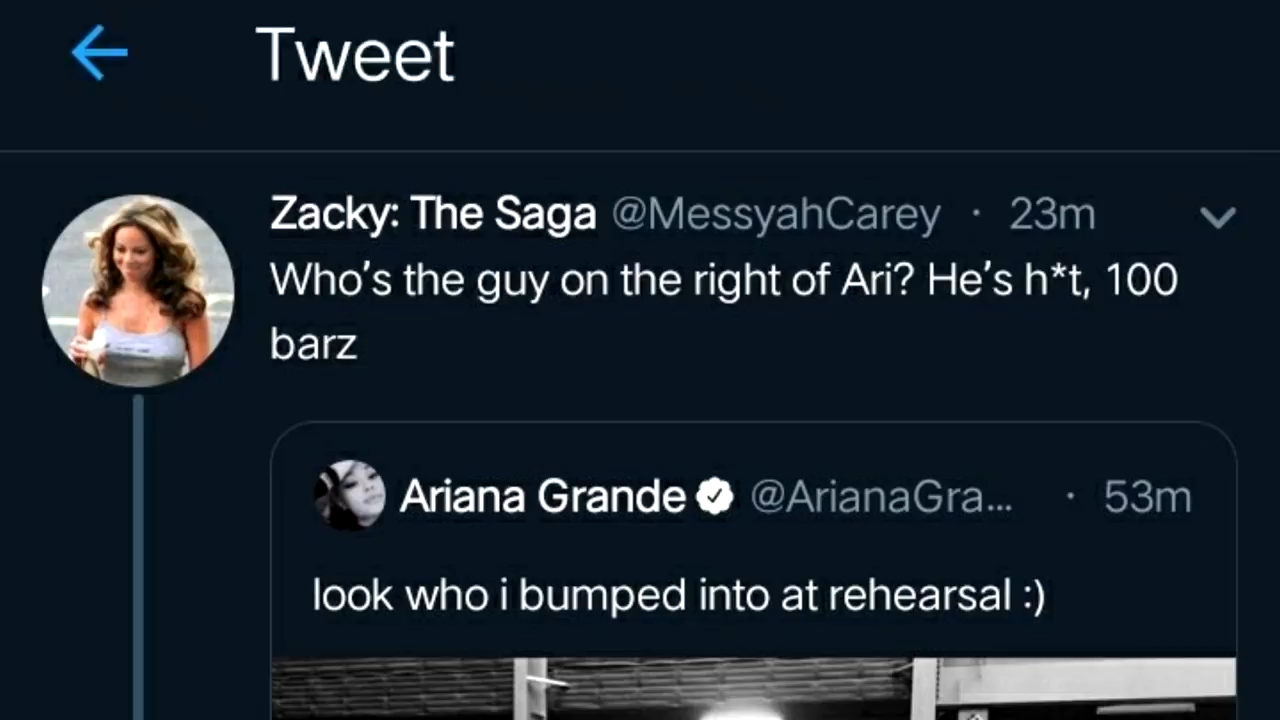 Tweet
Zacky: The Saga @MessyahCarey · 23m
Who’s the guy on the right of Ari? He’s h*t, 100
barz
Ariana Grande @ArianaGra... · 53m
look who i bumped into at rehearsal :)